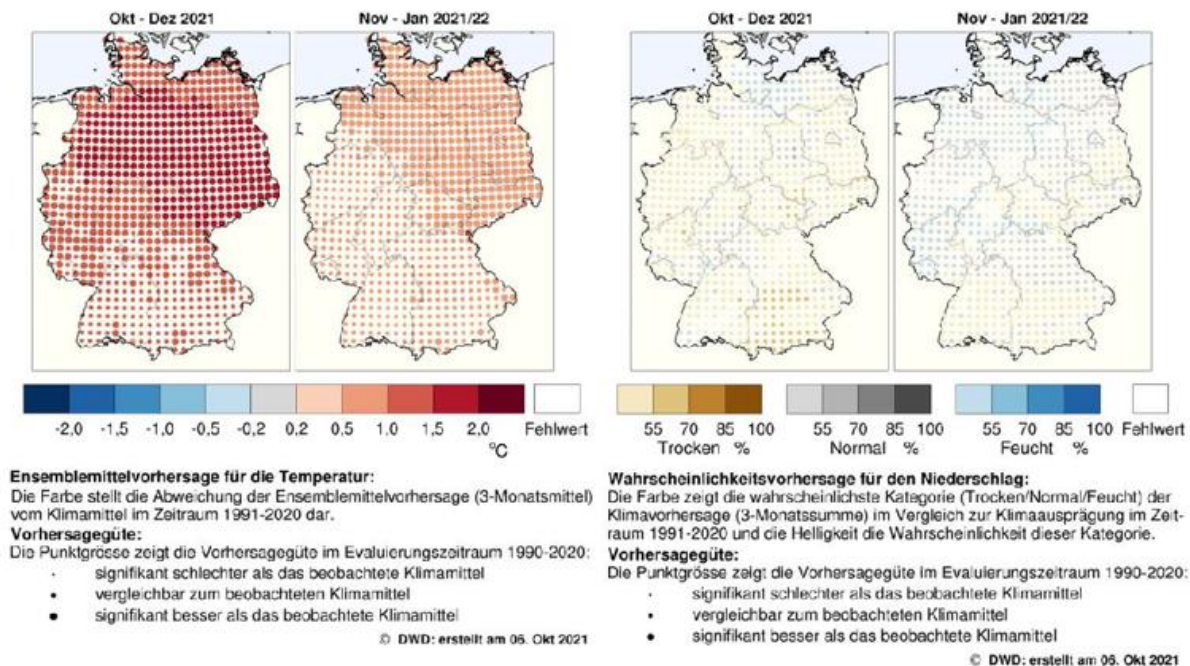 Okt - Dez 2021
Nov - Jan 2021/22
-2,0 -1,5 -1,0 -0,5 -0,2 0,2 0,5 1,0 1,5 2,0 Fehlwert
°C
Ensemblemittelvorhersage für die Temperatur:
Die Farbe stellt die Abweichung der Ensemblemittelvorhersage (3-Monatsmittel)
vom Klimamittel im Zeitraum 1991-2020 dar.
Vorhersagegüte:
Die Punktgrösse zeigt die Vorhersagegüte im Evaluierungszeitraum 1990-2020:
signifikant schlechter als das beobachtete Klimamittel
vergleichbar zum beobachteten Klimamittel
signifikant besser als das beobachtete Klimamittel
© DWD: erstellt am 06. Okt 2021
Okt - Dez 2021
Nov - Jan 2021/22
55 70 85 100 55 70 85 100 55 70 85 100 Fehlwert
Trocken % Normal % Feucht %
Wahrscheinlichkeitsvorhersage für den Niederschlag:
Die Farbe zeigt die wahrscheinlichste Kategorie (Trocken/Normal/Feucht) der
Klimavorhersage (3-Monatssumme) im Vergleich zur Klimaausprägung im Zeit-
raum 1991-2020 und die Helligkeit die Wahrscheinlichkeit dieser Kategorie.
Vorhersagegüte:
Die Punktgrösse zeigt die Vorhersagegüte im Evaluierungszeitraum 1990-2020:
signifikant schlechter als das beobachtete Klimamittel
vergleichbar zum beobachteten Klimamittel
signifikant besser als das beobachtete Klimamittel
© DWD: erstellt am 06. Okt 2021